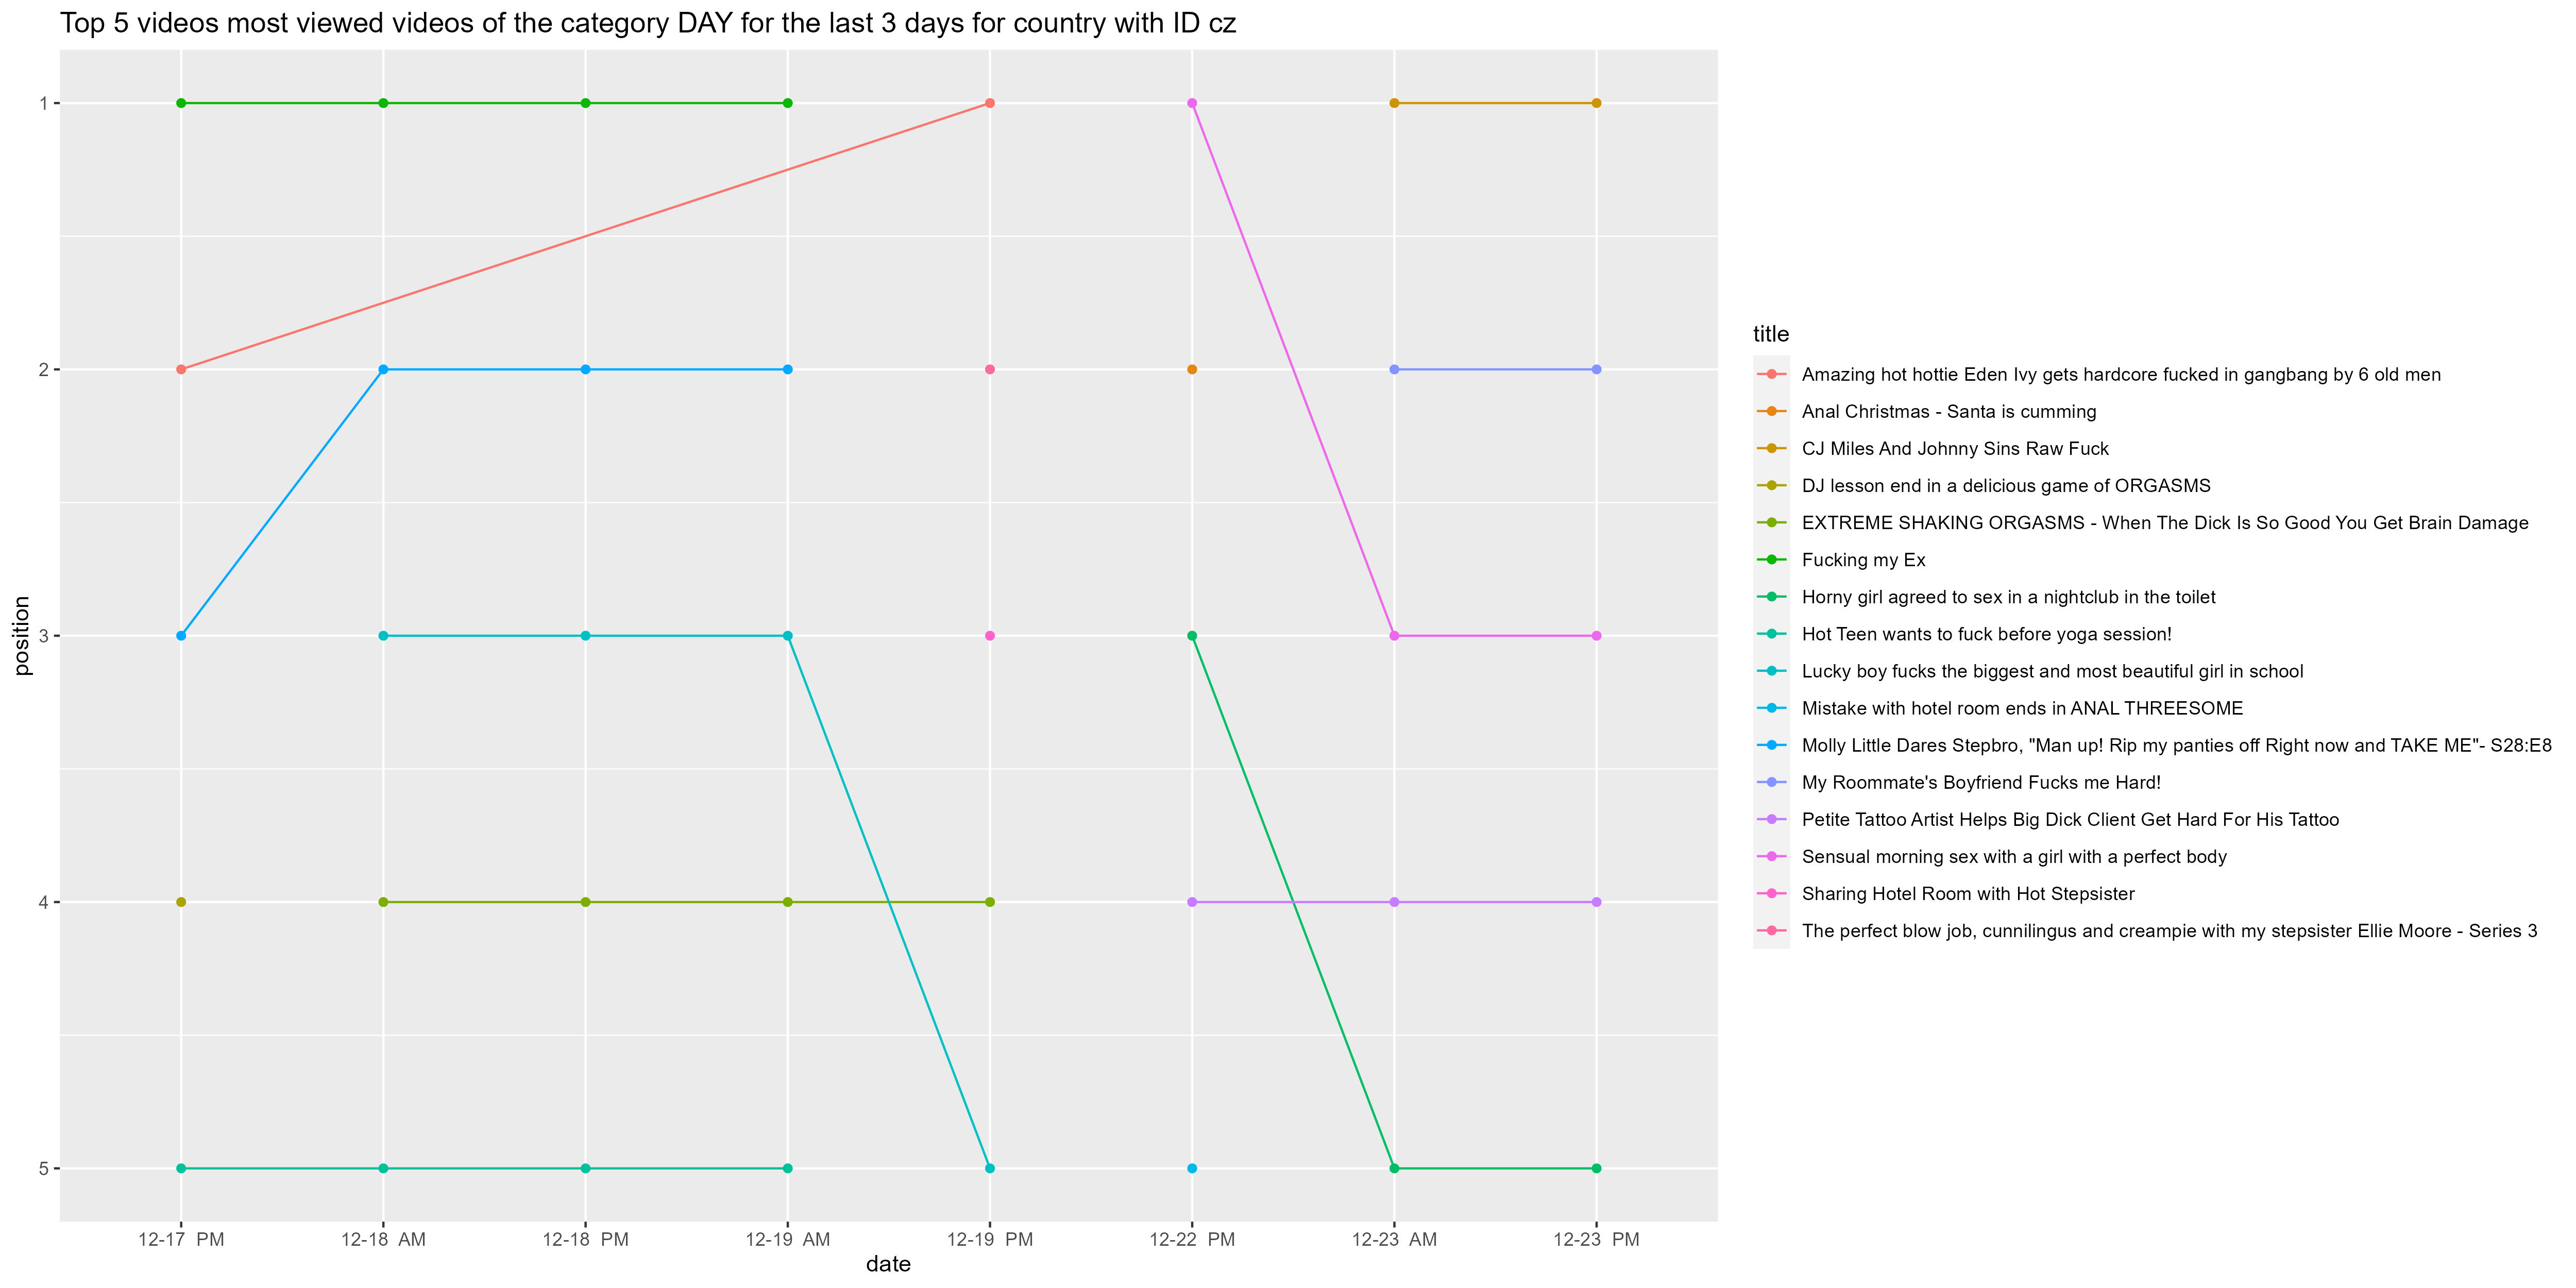 Top 5 videos most viewed videos of the category DAY for the last 3 days for country with ID cz
position
1
2
3
4
5
12-17 PM
12-18 AM
12-18 PM
12-19 AM
12-19 PM
12-22 PM
12-23 AM
12-23 PM
date
title
Amazing hot hottie Eden Ivy gets hardcore fucked in gangbang by 6 old men
Anal Christmas - Santa is cumming
CJ Miles And Johnny Sins Raw Fuck
DJ lesson end in a delicious game of ORGASMS
EXTREME SHAKING ORGASMS - When The Dick Is So Good You Get Brain Damage
Fucking my Ex
Horny girl agreed to sex in a nightclub in the toilet
Hot Teen wants to fuck before yoga session!
Lucky boy fucks the biggest and most beautiful girl in school
Mistake with hotel room ends in ANAL THREESOME
Molly Little Dares Stepbro, "Man up! Rip my panties off Right now and TAKE ME"- S28:E8
My Roommate's Boyfriend Fucks me Hard!
Petite Tattoo Artist Helps Big Dick Client Get Hard For His Tattoo
Sensual morning sex with a girl with a perfect body
Sharing Hotel Room with Hot Stepsister
The perfect blow job, cunnilingus and creampie with my stepsister Ellie Moore - Series 3